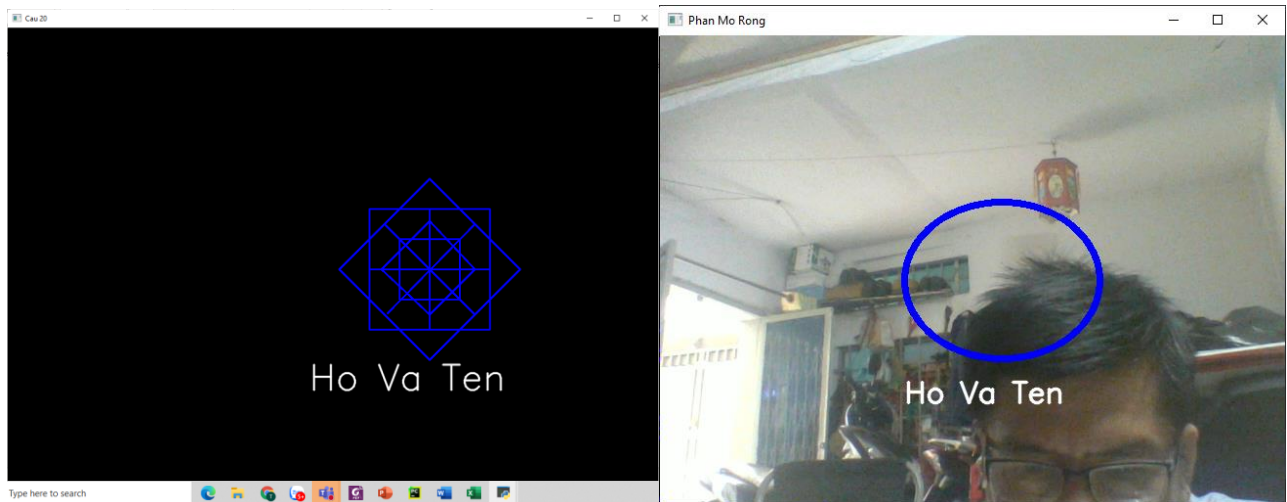 Cau 20
Phan Mo Rong
Ho Va Ten
Ho Va Ten
Type here to search